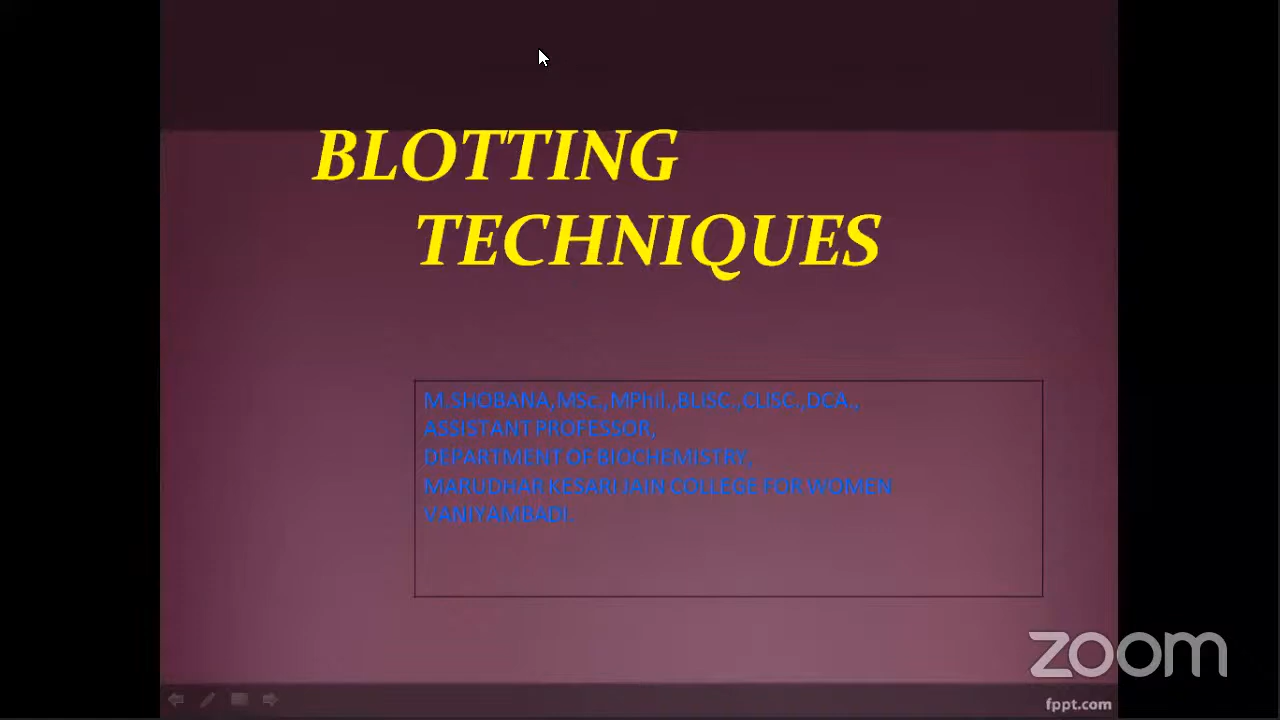 BLOTTING
TECHNIQUES
M.SHOBANA,MSc.,MPhil.,BLISC.,CLISC.,DCA.,
ASSISTANT PROFESSOR,
DEPARTMENT OF BIOCHEMISTRY,
MARUDHAR KESARI JAIN COLLEGE FOR WOMEN
VANIYAMBADI.
zoom
fppt.com